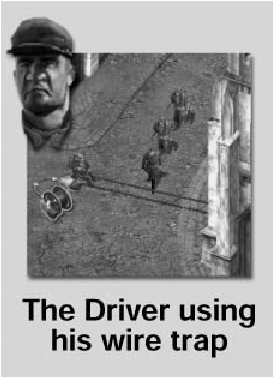 The Driver using
his wire trap